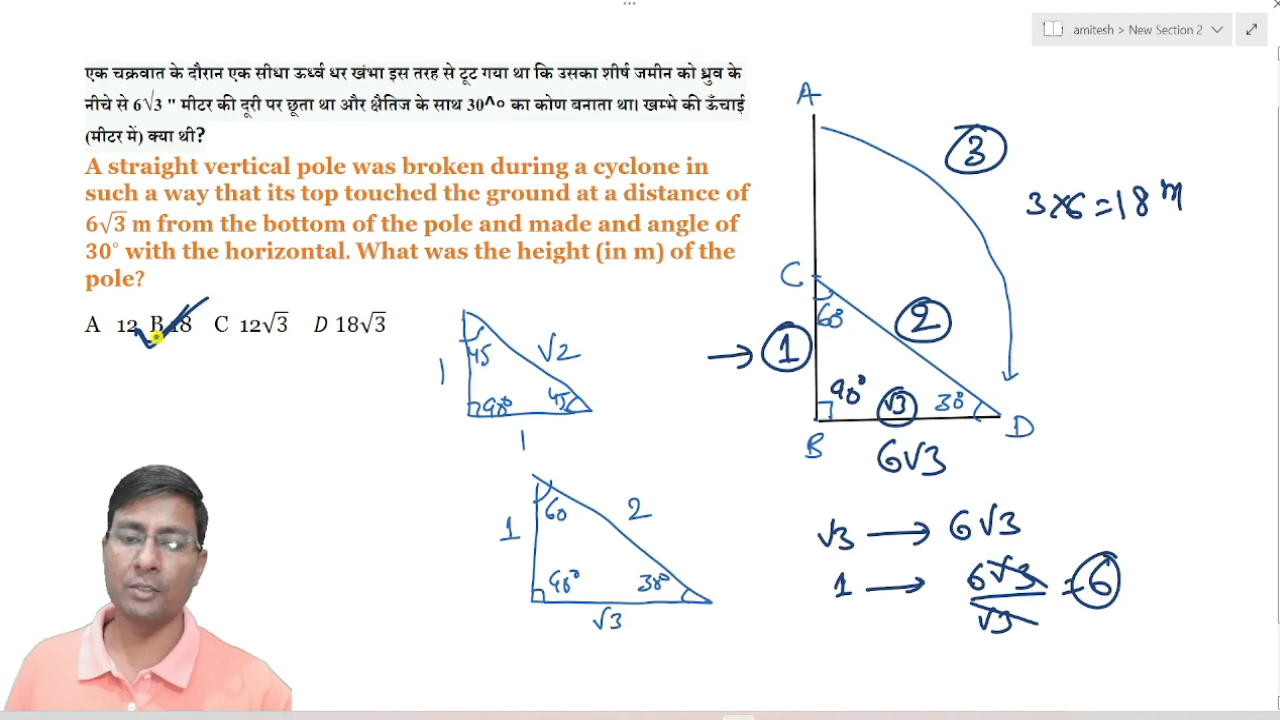 amitesh > New Section 2
एक चक्रवात के दौरान एक सीधा ऊर्ध्व धर खंभा इस तरह से टूट गया था कि उसका शीर्ष जमीन को ध्रुव के
नीचे से 6√3 " मीटर की दूरी पर छूता था और क्षैतिज के साथ 30^० का कोण बनाता था। खम्भे की ऊँचाई
(मीटर में) क्या थी?
A straight vertical pole was broken during a cyclone in
such a way that its top touched the ground at a distance of
6√3 m from the bottom of the pole and made and angle of
30° with the horizontal. What was the height (in m) of the
pole?
A 12 B 18 C 12√3 D 18√3
A
3
3×6=18 m
C
60°
2
1
90°
√3
30°
B
D
6√3
45
√2
1
90°
45
1
60
2
1
90°
30°
√3
√3 → 6√3
1 → 6√3/√3 = 6